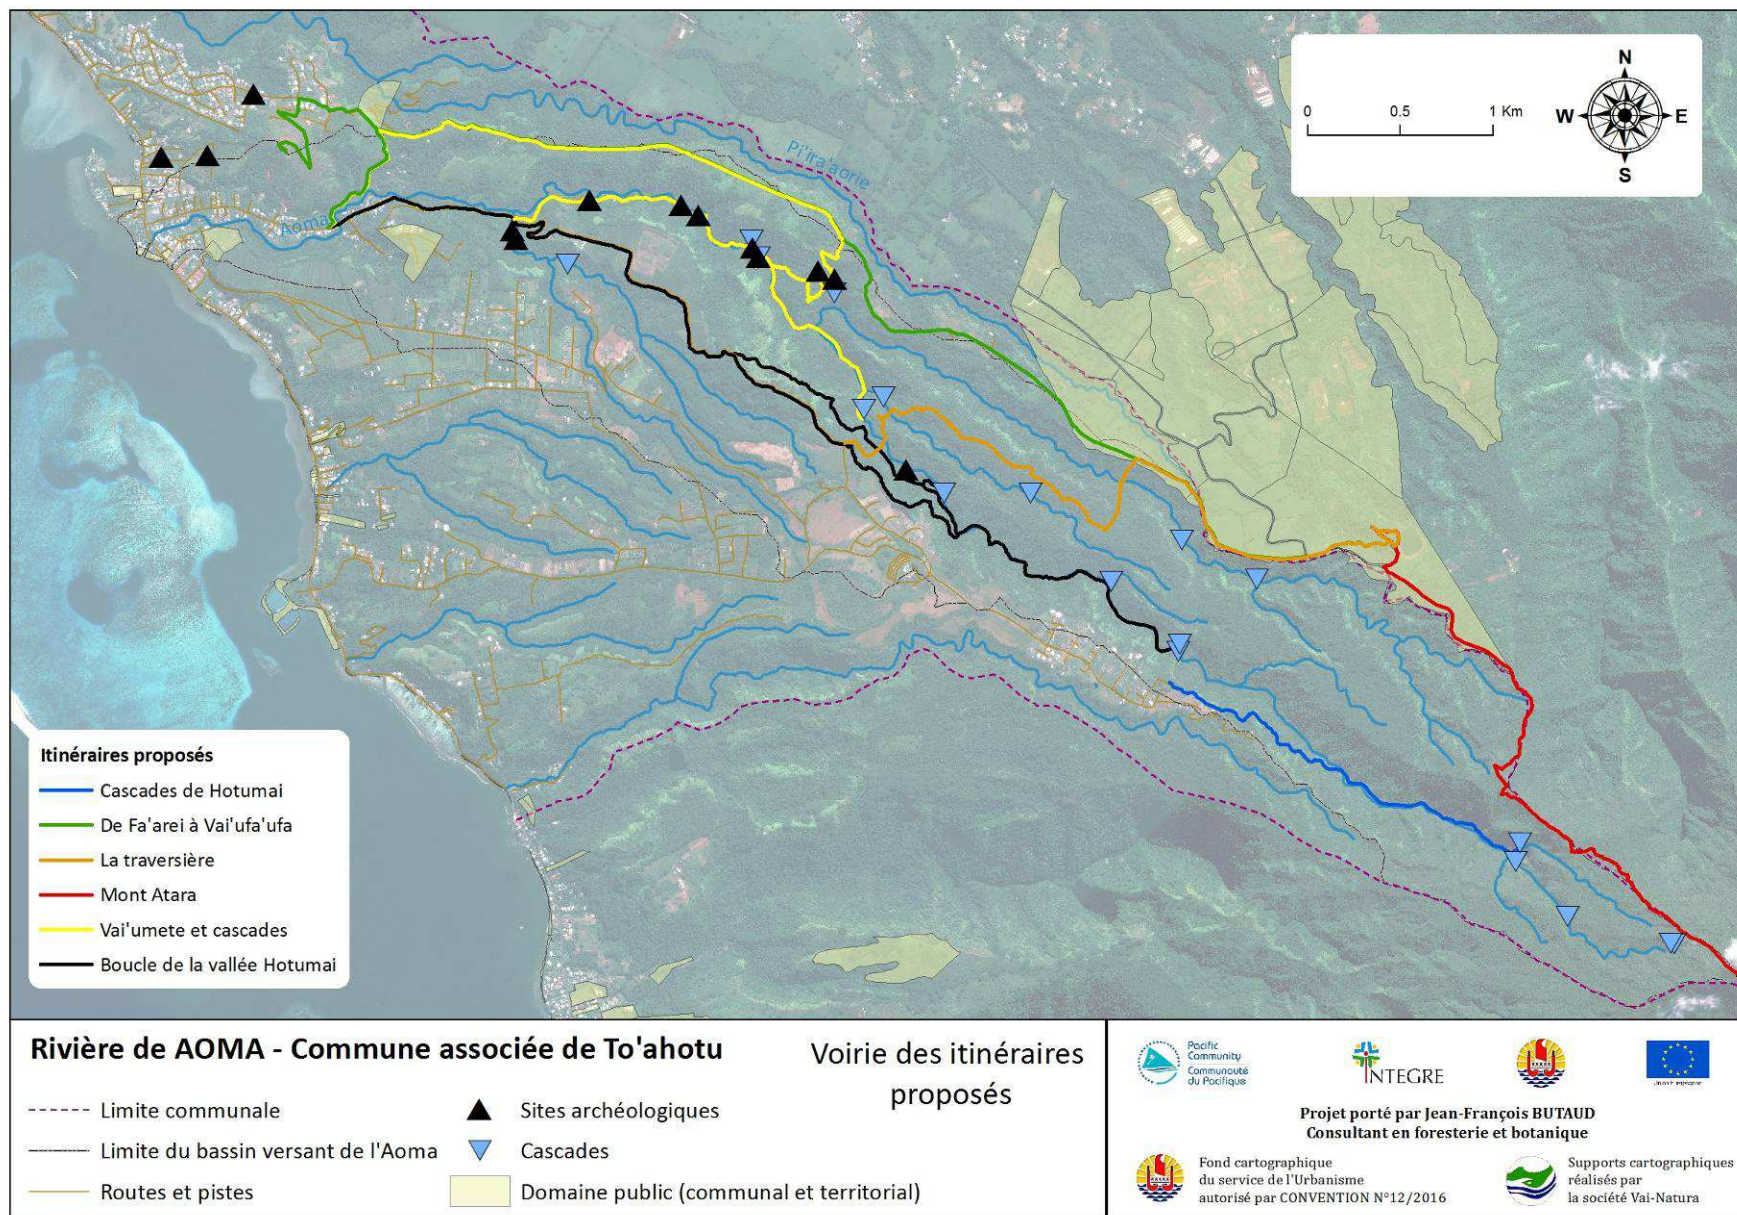 N
W
E
S
0
0.5
1 Km
Pi'ira'aorie
Aoma
Itinéraires proposés
Cascades de Hotumai
De Fa'arei à Vai'ufa'ufa
La traversière
Mont Atara
Vai'umete et cascades
Boucle de la vallée Hotumai
Rivière de AOMA - Commune associée de To'ahotu
Voirie des itinéraires
proposés
Limite communale
Limite du bassin versant de l'Aoma
Routes et pistes
Sites archéologiques
Cascades
Domaine public (communal et territorial)
Pacific
Community
Communauté
du Pacifique
INTEGRE
Projet porté par Jean-François BUTAUD
Consultant en foresterie et botanique
Fond cartographique
du service de l'Urbanisme
autorisé par CONVENTION N°12/2016
Supports cartographiques
réalisés par
la société Vai-Natura